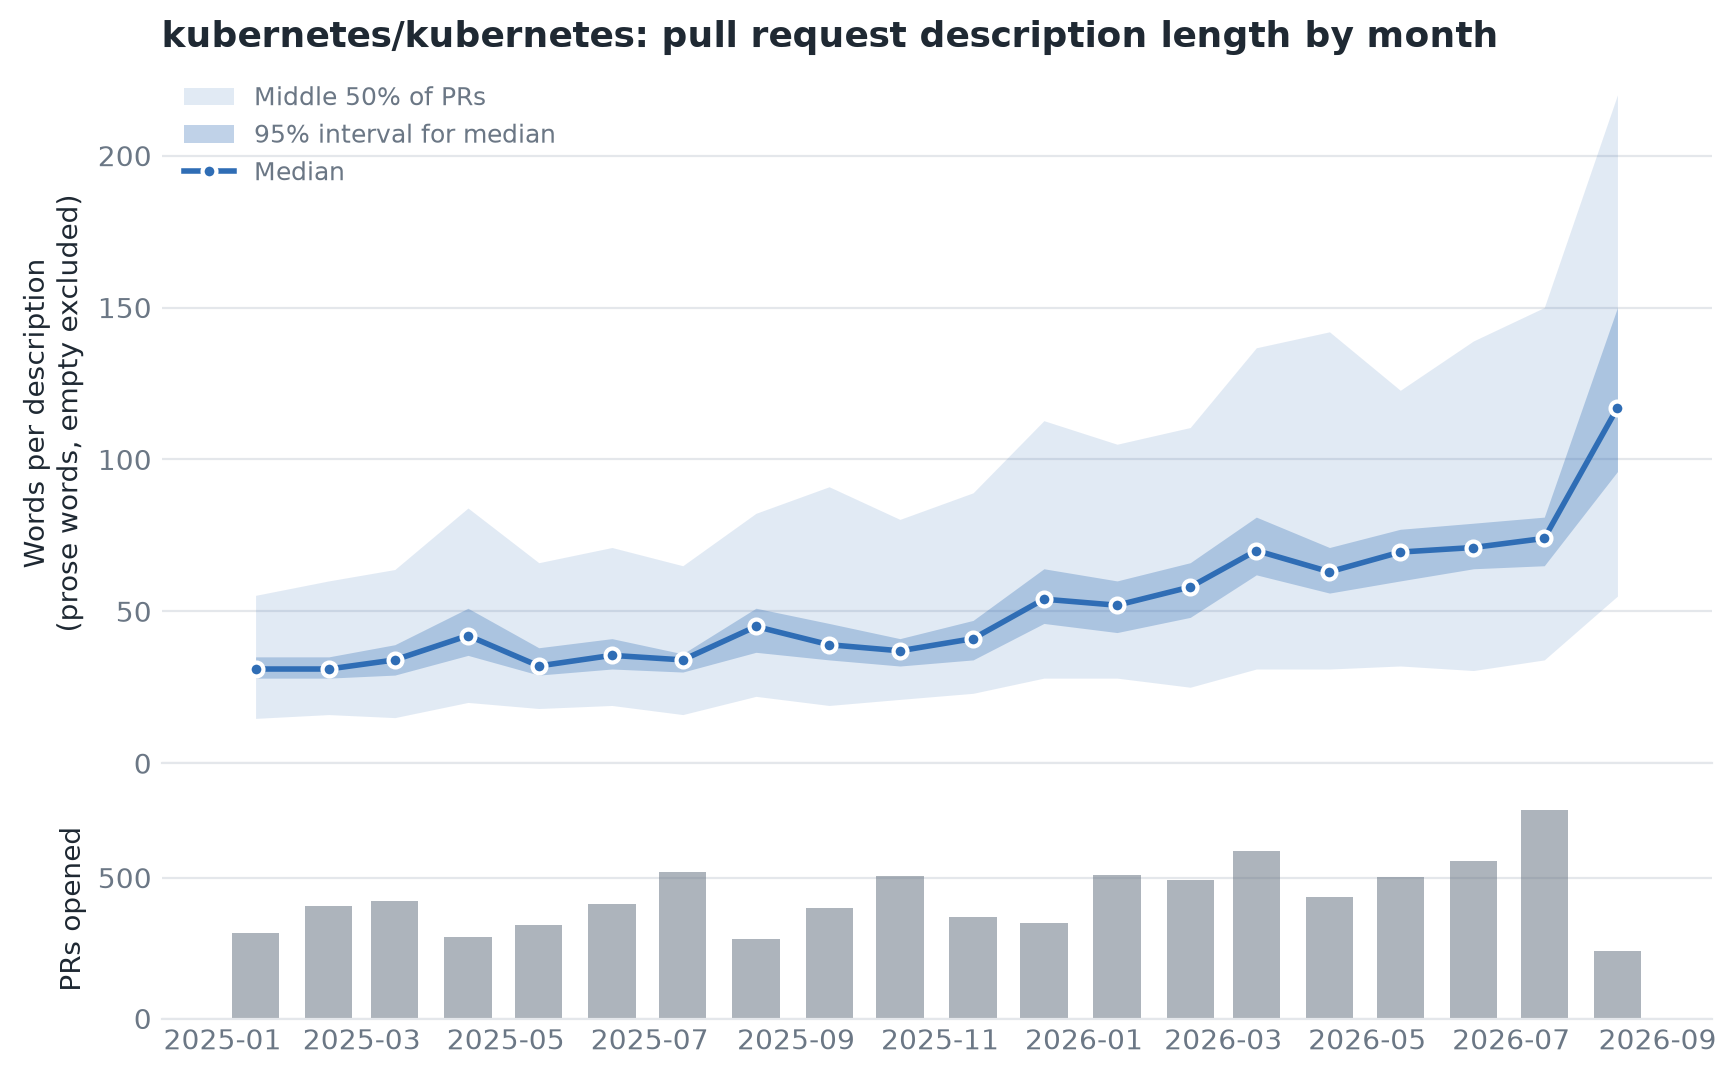 kubernetes/kubernetes: pull request description length by month
Middle 50% of PRs
95% interval for median
Median
Words per description
(prose words, empty excluded)
200
150
100
50
0
PRs opened
500
0
2025-01 2025-03 2025-05 2025-07 2025-09 2025-11 2026-01 2026-03 2026-05 2026-07 2026-09